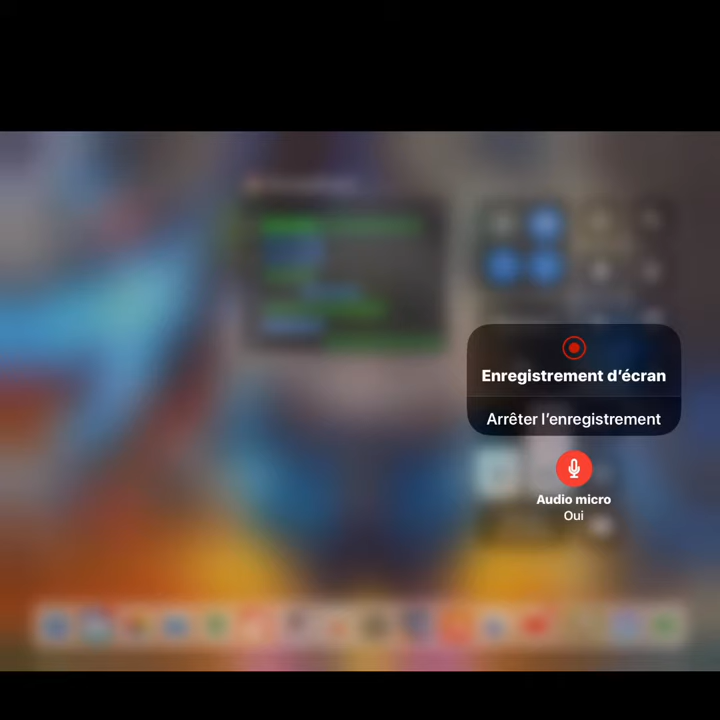 Enregistrement d’écran
Arrêter l’enregistrement
Audio micro
Oui